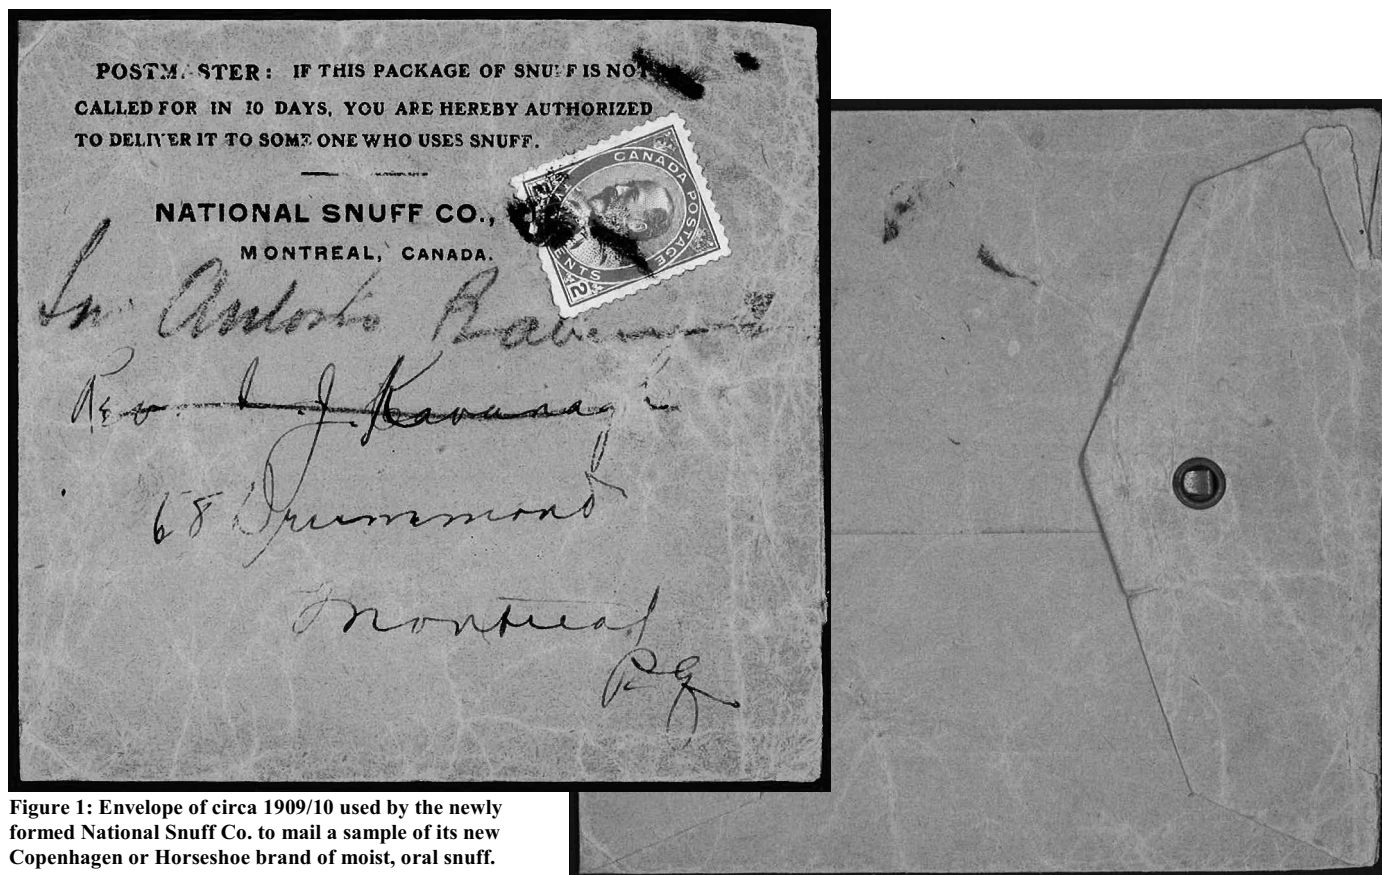 POSTMASTER: IF THIS PACKAGE OF SNUFF IS NOT
CALLED FOR IN 10 DAYS, YOU ARE HEREBY AUTHORIZED
TO DELIVER IT TO SOME ONE WHO USES SNUFF.
NATIONAL SNUFF CO.,
MONTREAL, CANADA.
CANADA POSTAGE
2 CENTS 2
Rev. J. Kavanagh
68 Drummond
Montreal
P.Q.
Figure 1: Envelope of circa 1909/10 used by the newly
formed National Snuff Co. to mail a sample of its new
Copenhagen or Horseshoe brand of moist, oral snuff.